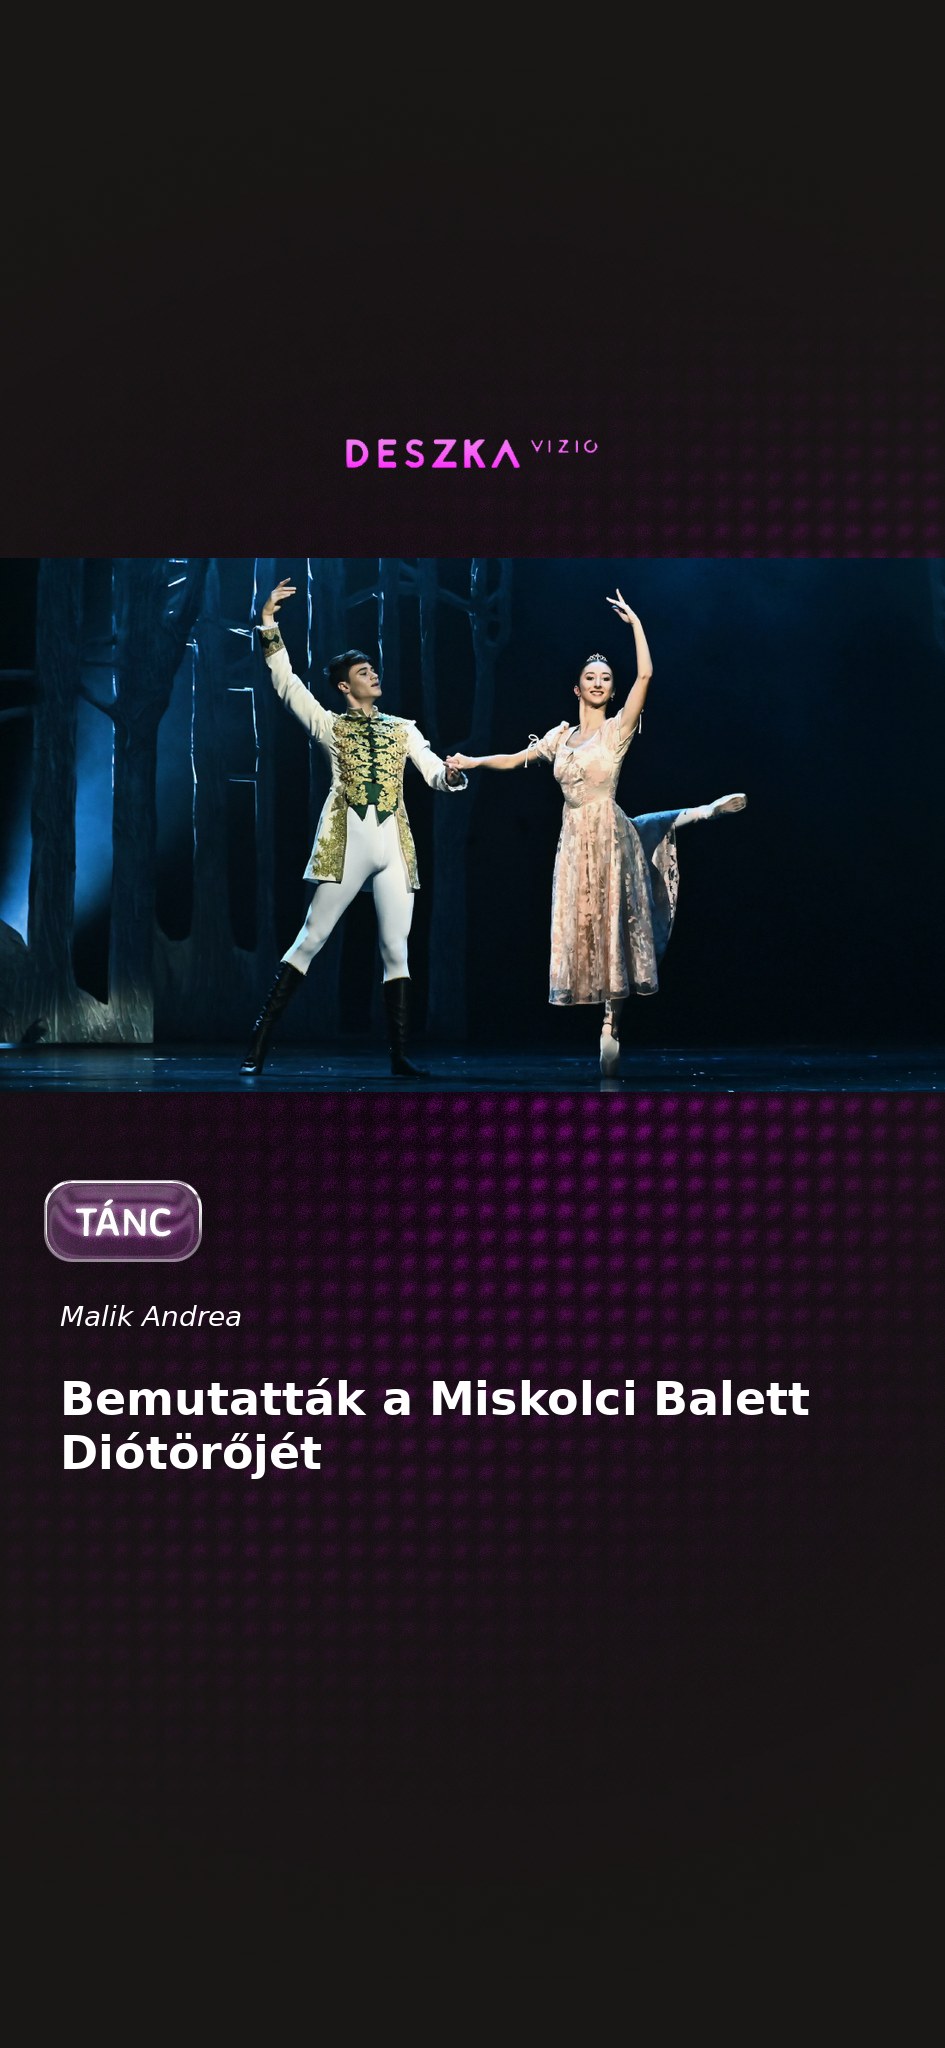 DESZKA VIZIO
TÁNC
Malik Andrea
Bemutatták a Miskolci Balett
Diótörőjét